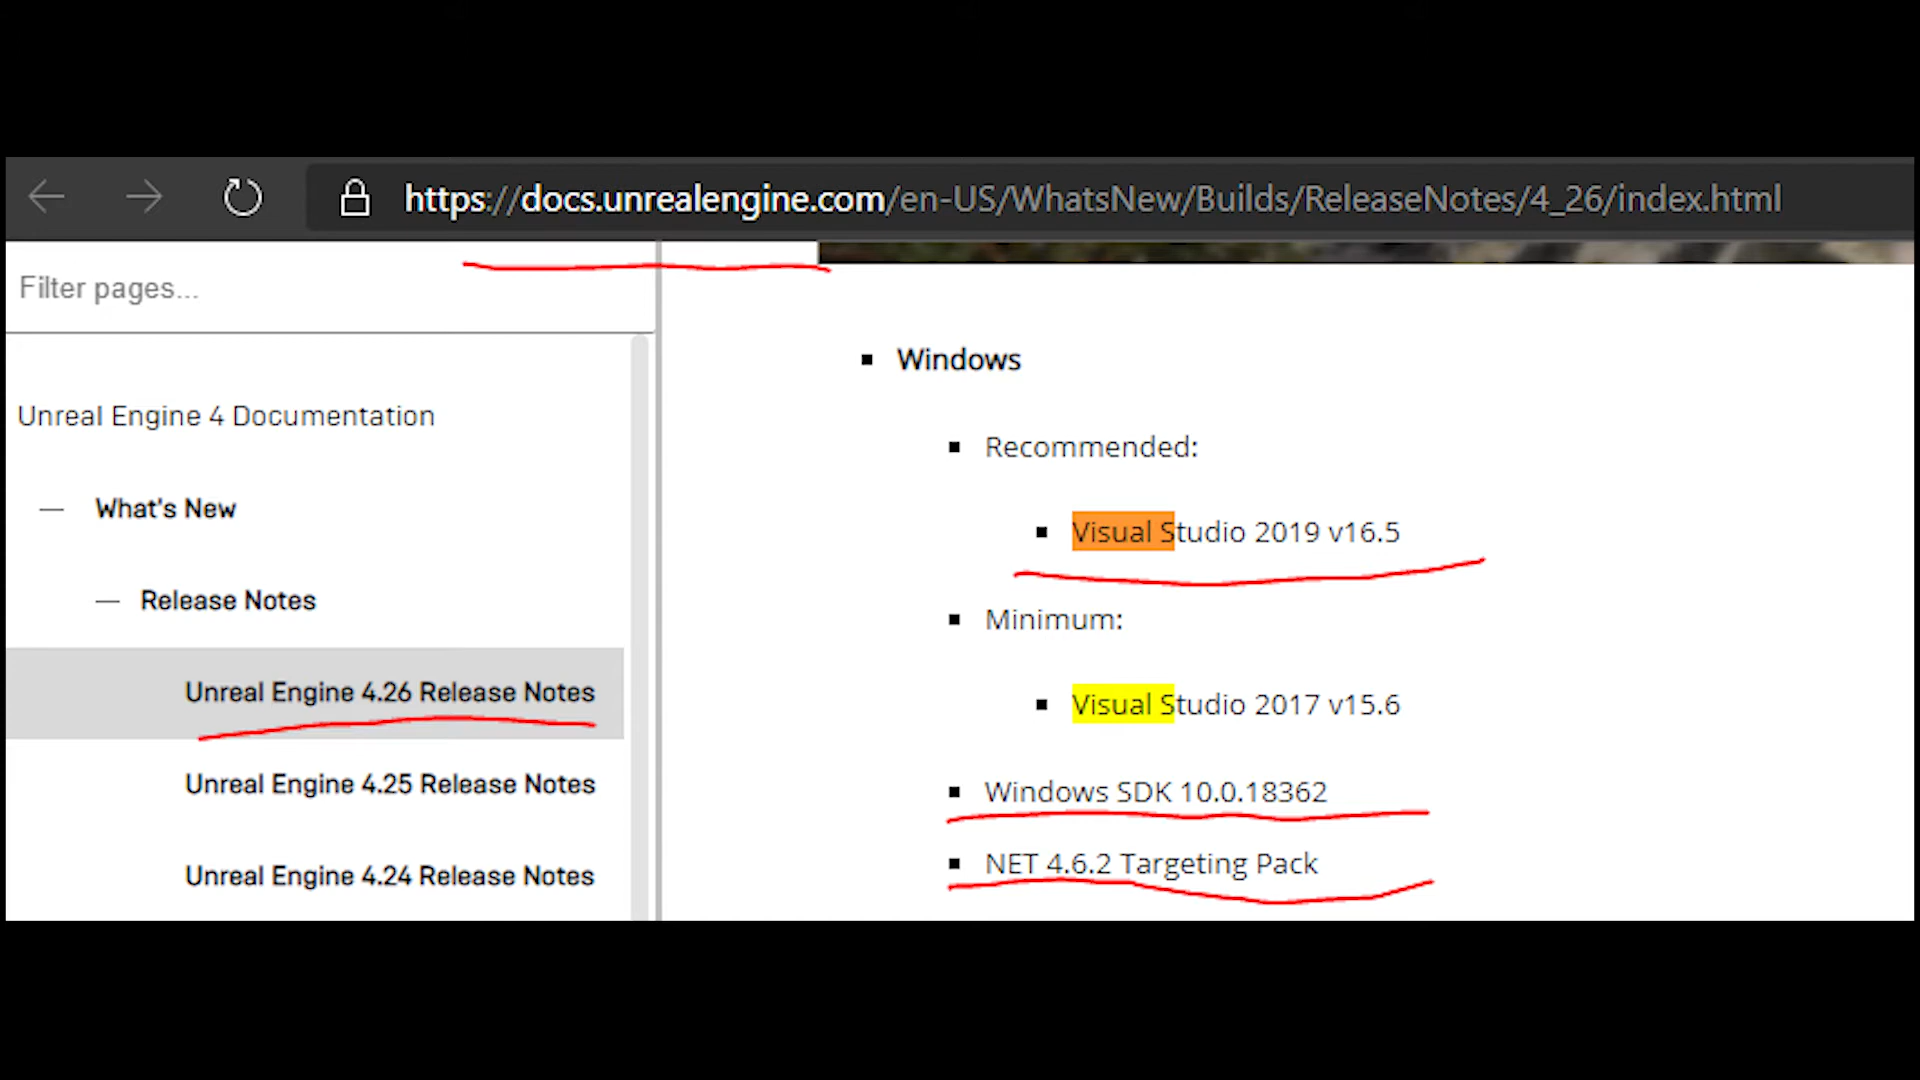 https://docs.unrealengine.com/en-US/WhatsNew/Builds/ReleaseNotes/4_26/index.html
Filter pages...
Unreal Engine 4 Documentation
— What's New
— Release Notes
Unreal Engine 4.26 Release Notes
Unreal Engine 4.25 Release Notes
Unreal Engine 4.24 Release Notes
▪ Windows
▪ Recommended:
▪ Visual Studio 2019 v16.5
▪ Minimum:
▪ Visual Studio 2017 v15.6
▪ Windows SDK 10.0.18362
▪ NET 4.6.2 Targeting Pack